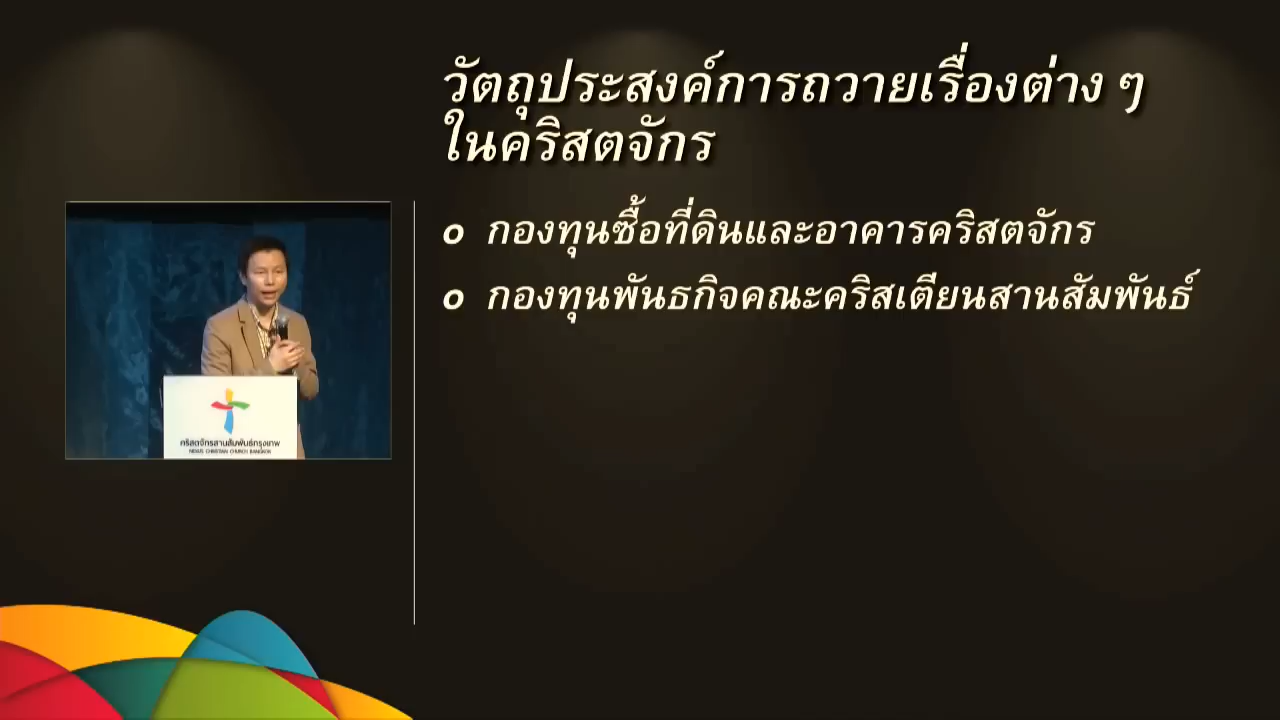 วัตถุประสงค์การถวายเรื่องต่าง ๆ
ในคริสตจักร
o กองทุนซื้อที่ดินและอาคารคริสตจักร
o กองทุนพันธกิจคณะคริสเตียนสานสัมพันธ์
คริสตจักรสานสัมพันธ์กรุงเทพ
NEXUS CHRISTIAN CHURCH BANGKOK